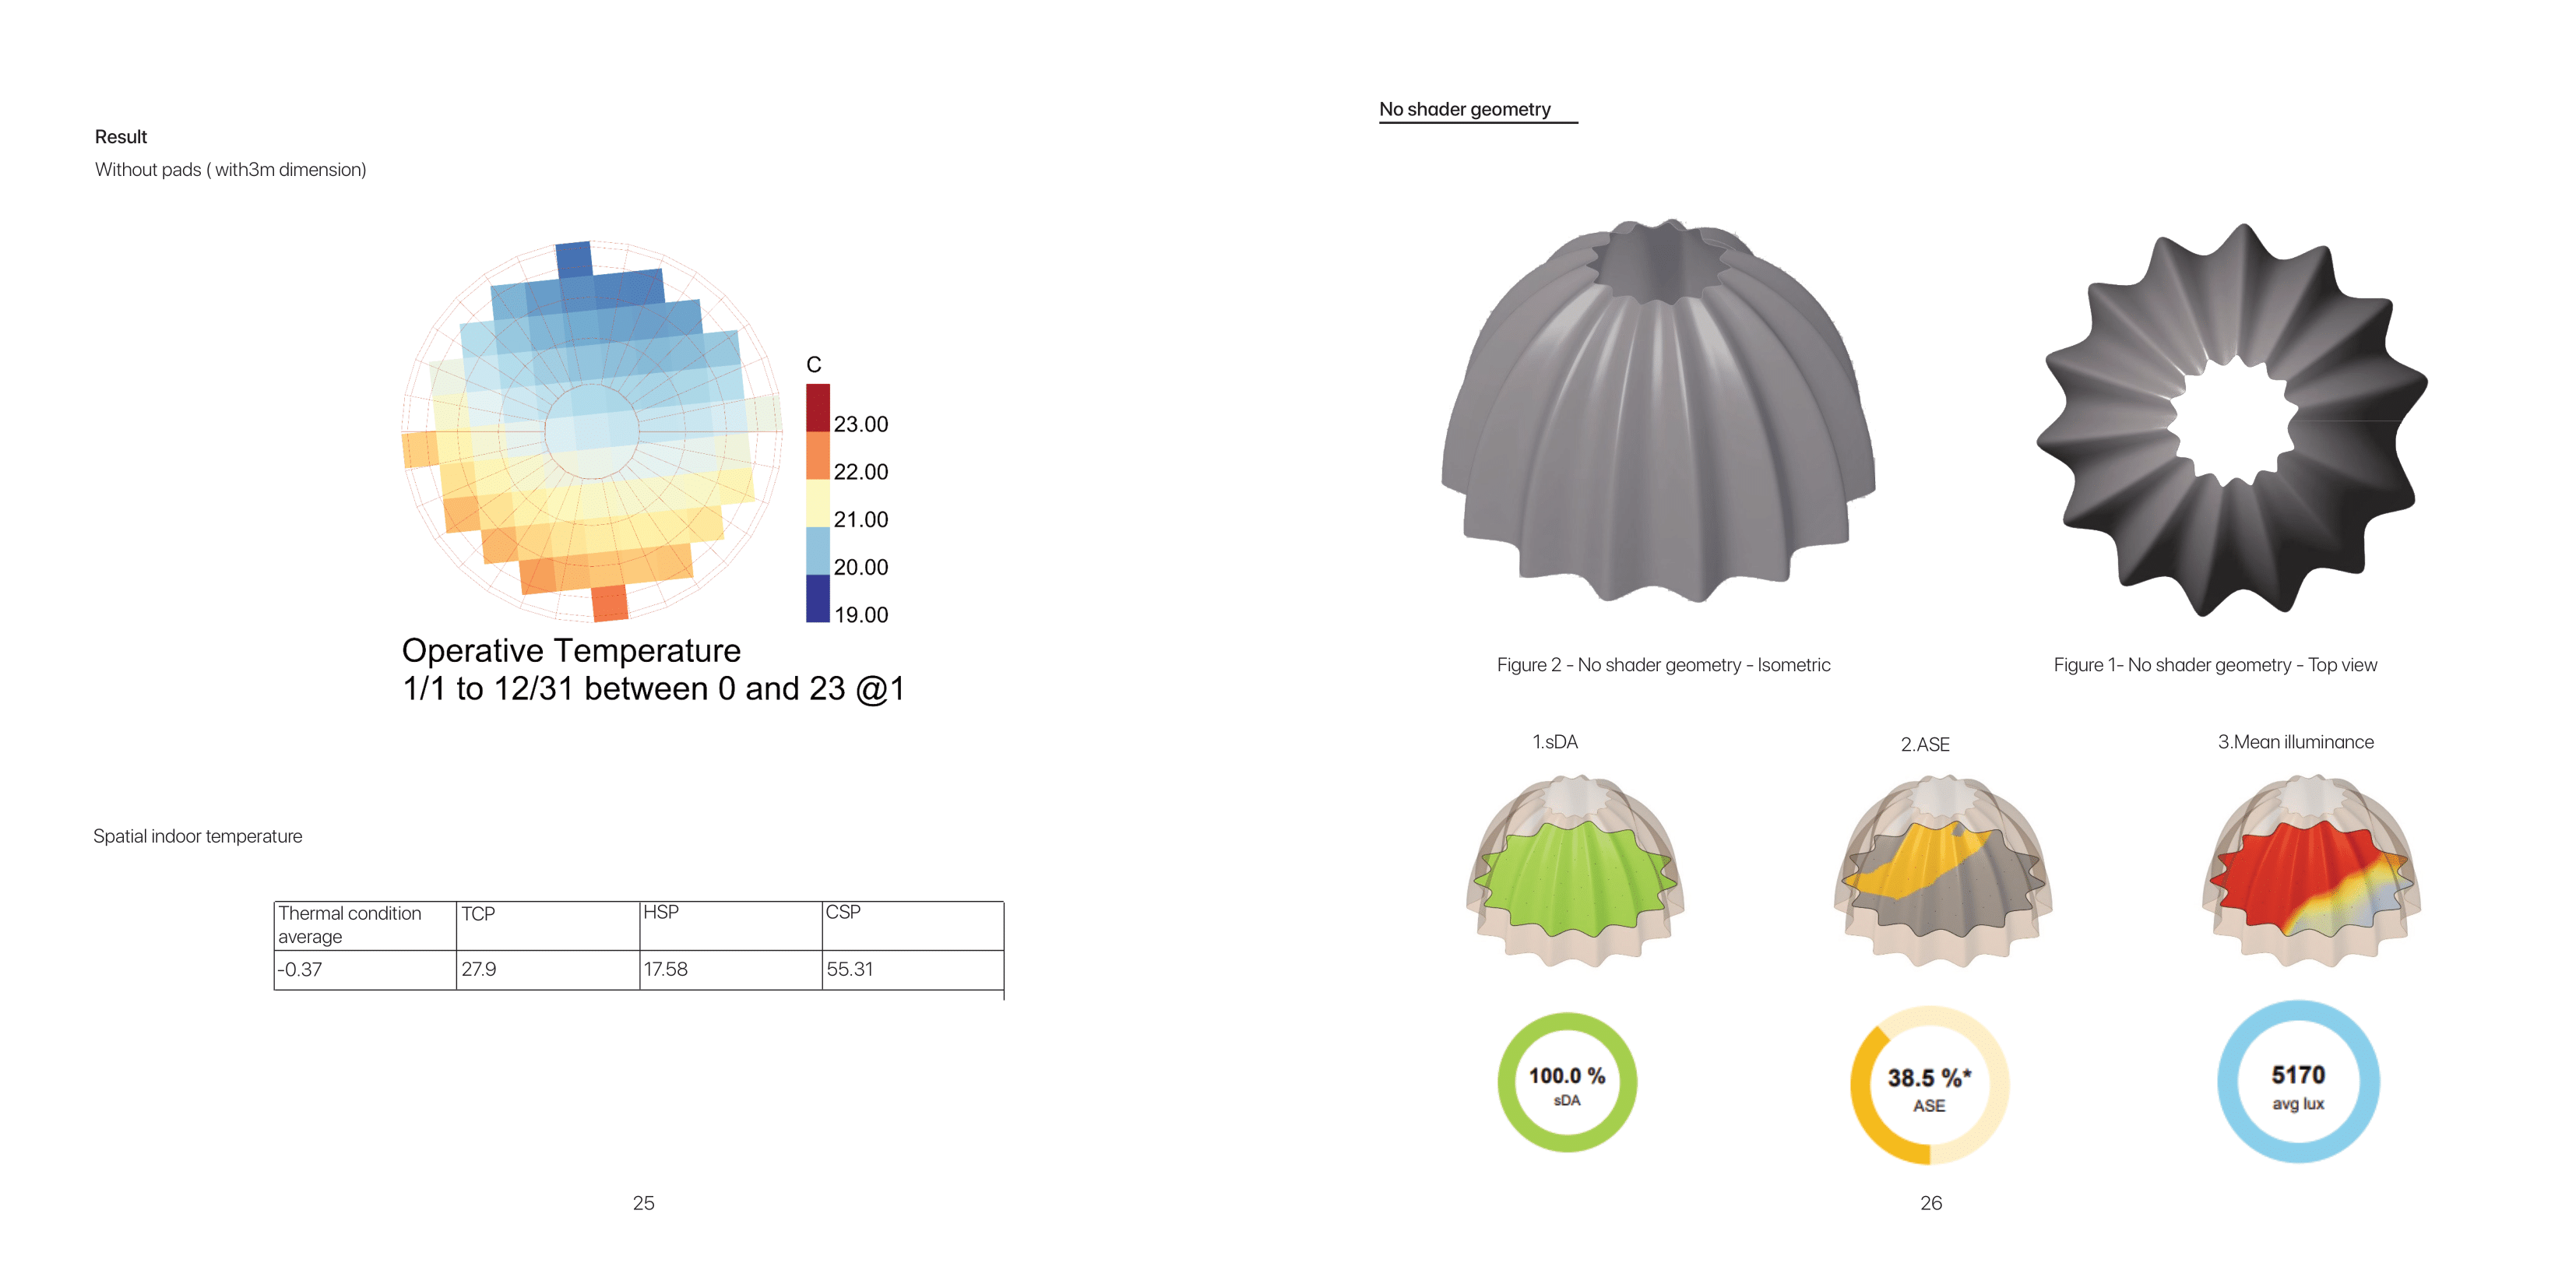 Result
Without pads ( with3m dimension)
C
23.00
22.00
21.00
20.00
19.00
Operative Temperature
1/1 to 12/31 between 0 and 23 @1
Spatial indoor temperature
Thermal condition average
TCP
HSP
CSP
-0.37
27.9
17.58
55.31
25
No shader geometry
Figure 2 - No shader geometry - Isometric
Figure 1- No shader geometry - Top view
1.sDA
2.ASE
3.Mean illuminance
100.0 %
sDA
38.5 %*
ASE
5170
avg lux
26